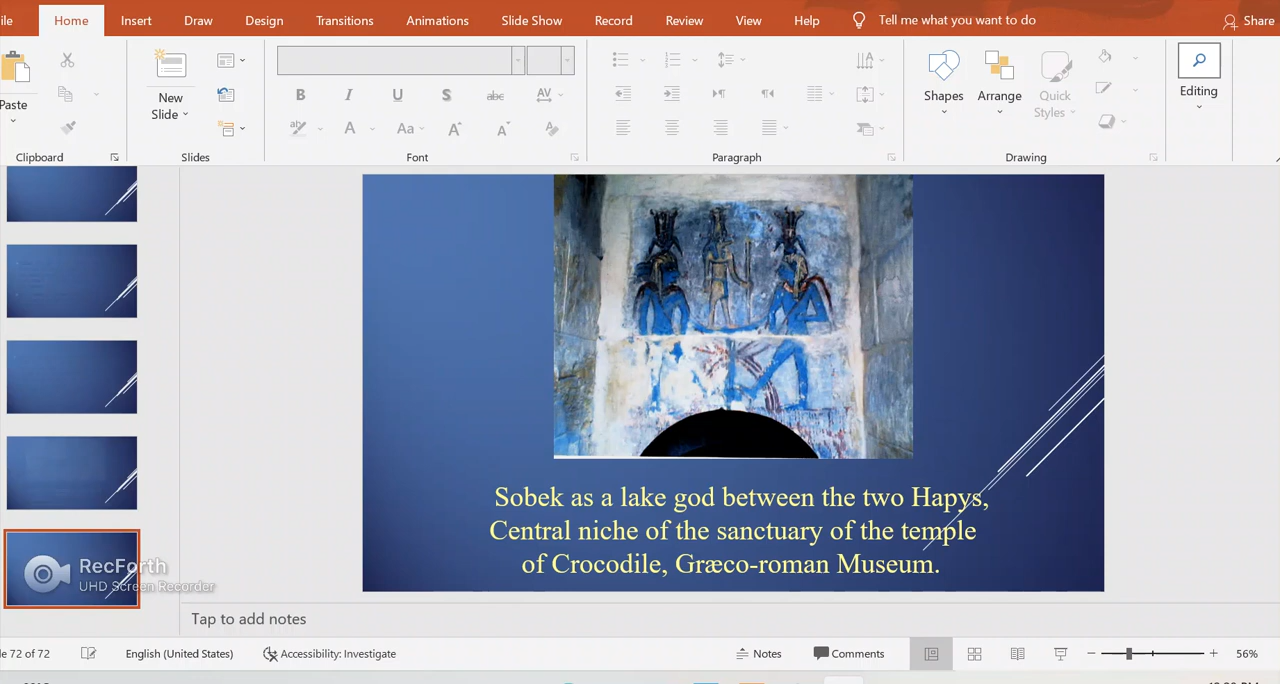 ile Home Insert Draw Design Transitions Animations Slide Show Record Review View Help Tell me what you want to do Share
Paste
New Slide
B I U S abc AV
A Aa A A
Shapes Arrange Quick Styles
Editing
Clipboard Slides Font Paragraph Drawing
Sobek as a lake god between the two Hapys,
Central niche of the sanctuary of the temple
of Crocodile, Græco-roman Museum.
RecForth
UHD Screen Recorder
Tap to add notes
le 72 of 72 English (United States) Accessibility: Investigate Notes Comments 56%